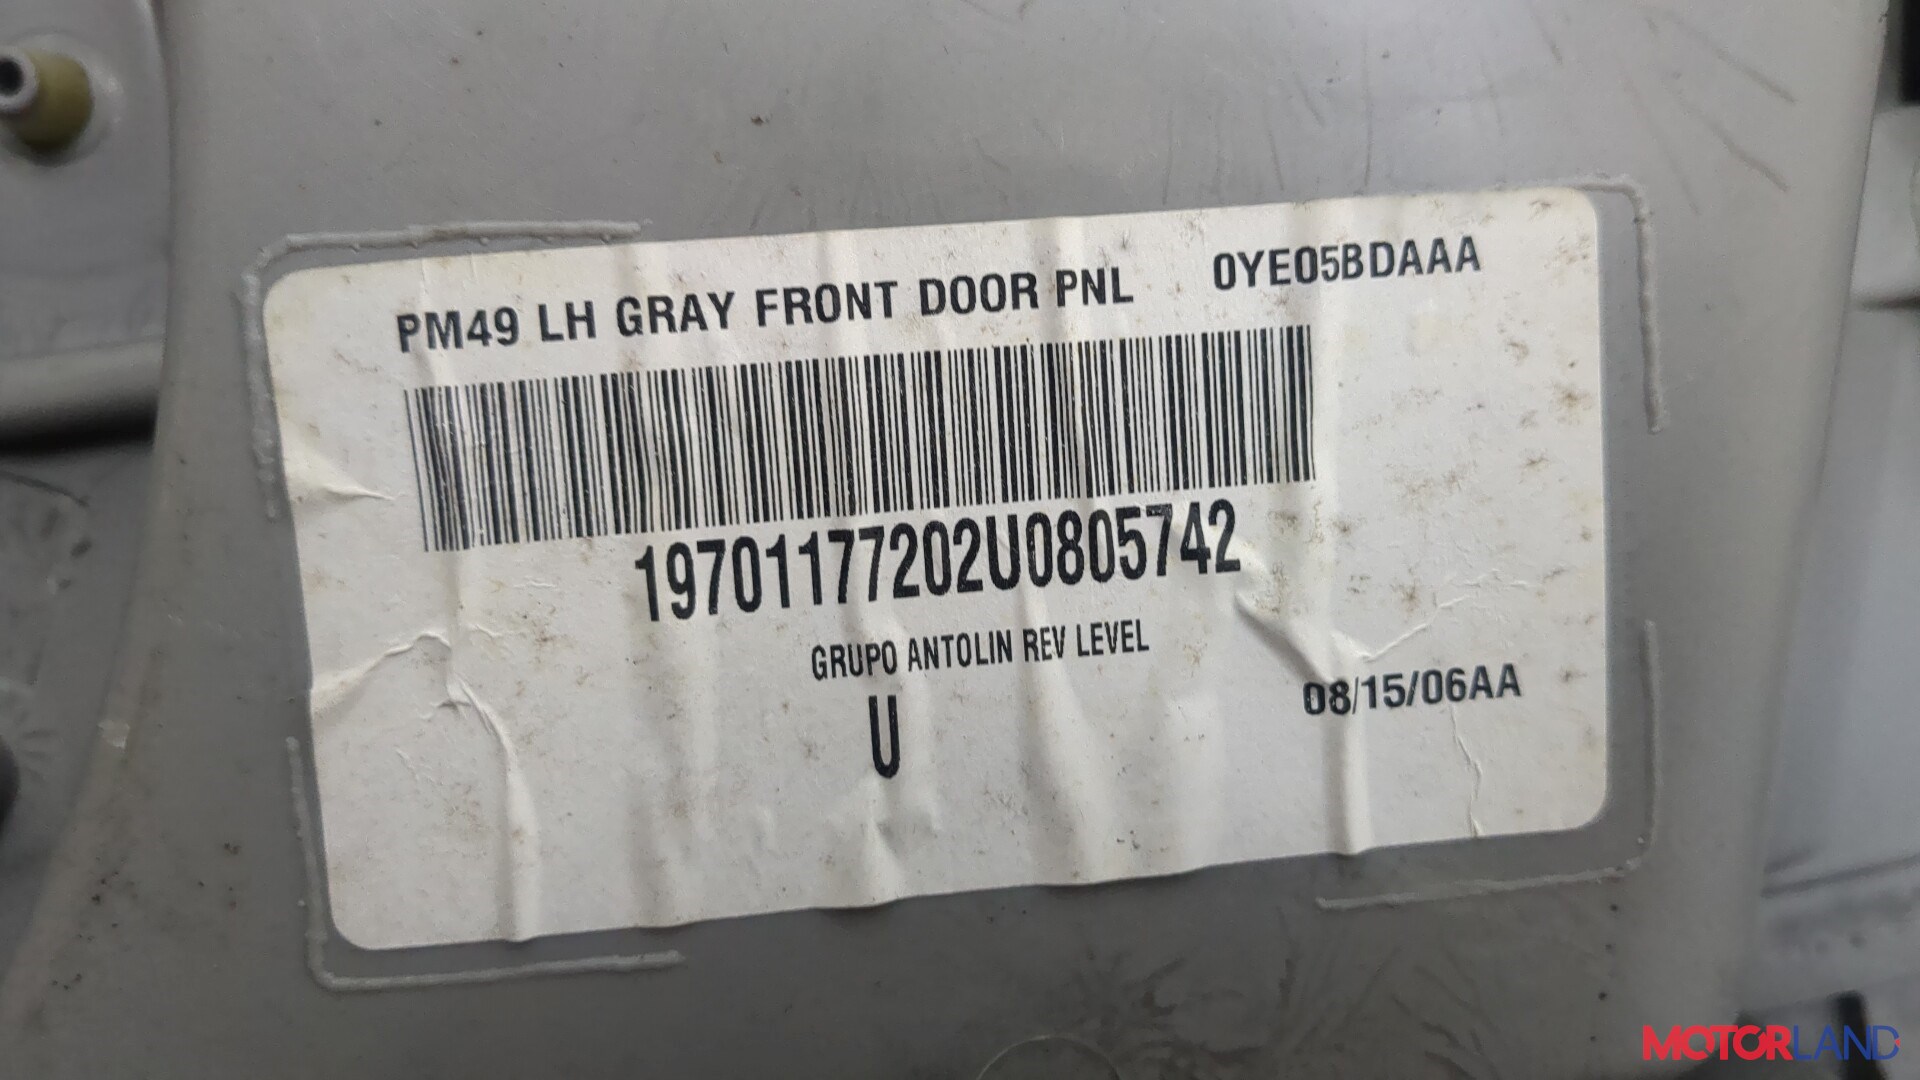 PM49 LH GRAY FRONT DOOR PNL 0YE05BDAAA
19701177202U0805742
GRUPO ANTOLIN REV LEVEL
U
08/15/06AA
MOTORLAND